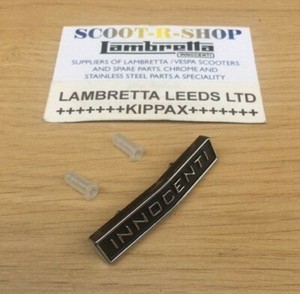 SCOOT-R-SHOP
Lambretta
INNOCENTI
SUPPLIERS OF LAMBRETTA / VESPA SCOOTERS
AND SPARE PARTS, CHROME AND
STAINLESS STEEL PARTS A SPECIALITY
LAMBRETTA LEEDS LTD
+++++++KIPPAX+++++++
INNOCENTI